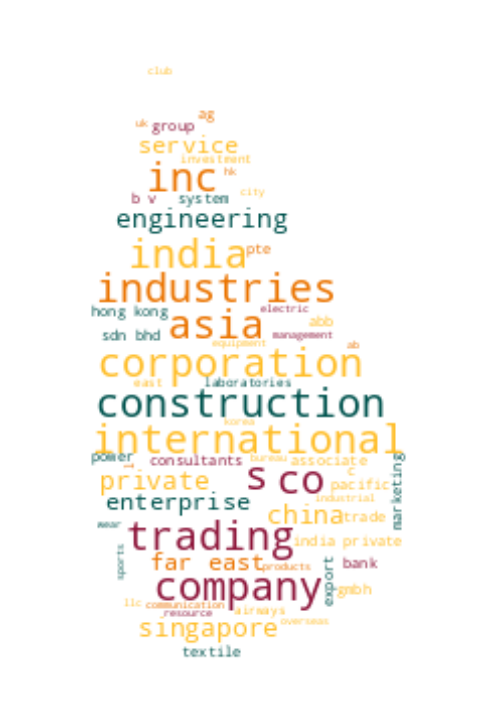 club
ag
uk group
service
investment
inc hk
city
b v system
engineering
india pte
industries
electric
hong kong
asia abb
sdn bhd management
equipment ab
corporation
east laboratories
construction
korea
international
power consultants bureau associate
s co c
private pacific
industrial
enterprise marketing
china trade
wear trading
india private
sports far east products export bank
company gmbh
llc communication airways
resource
singapore overseas
textile